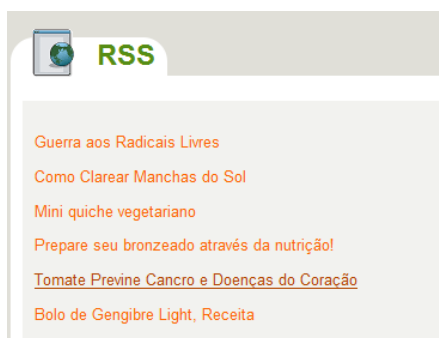 RSS
Guerra aos Radicais Livres
Como Clarear Manchas do Sol
Mini quiche vegetariano
Prepare seu bronzeado através da nutrição!
Tomate Previne Cancro e Doenças do Coração
Bolo de Gengibre Light, Receita